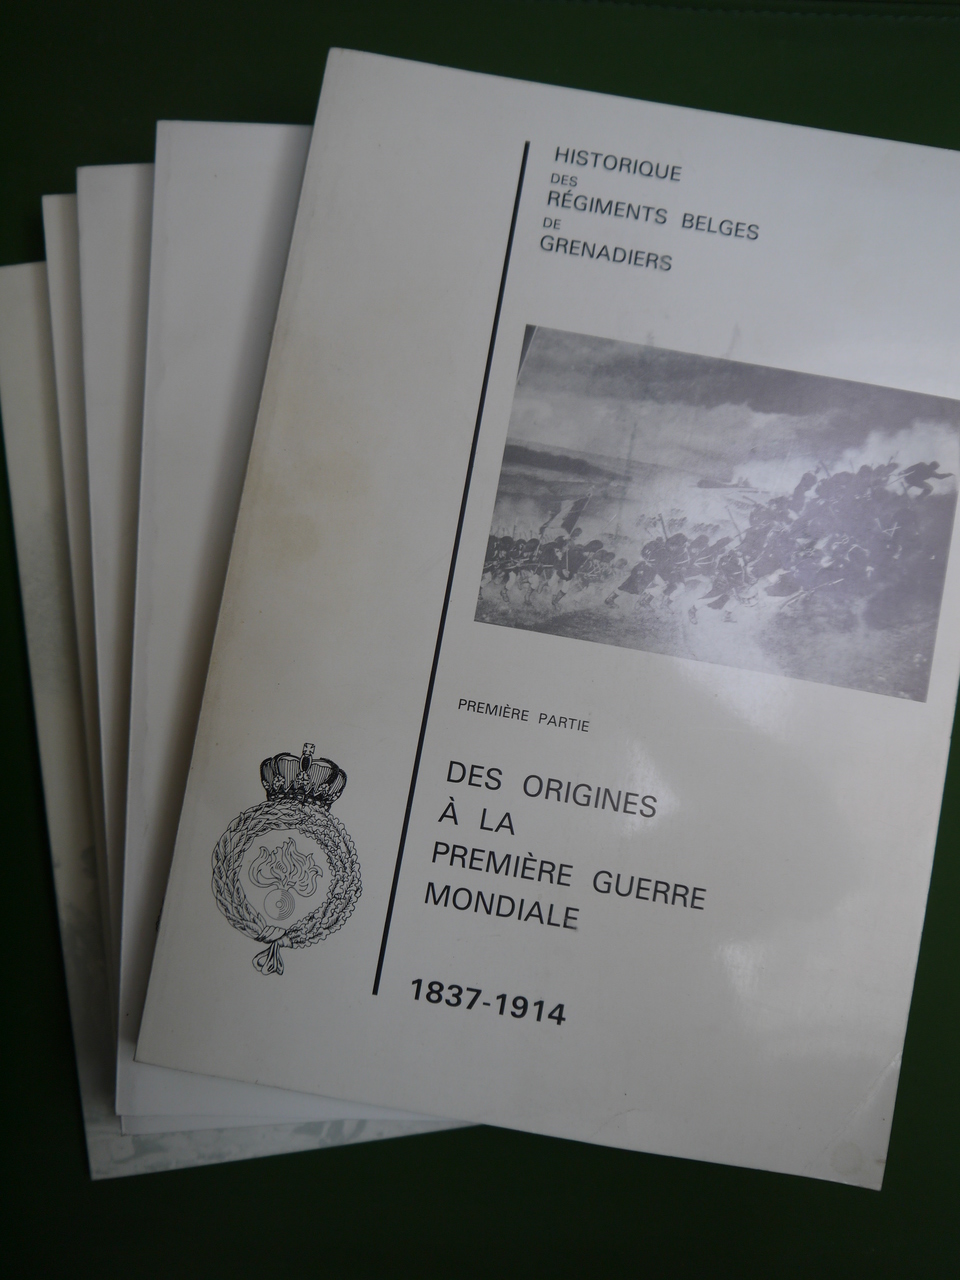 HISTORIQUE
DES
RÉGIMENTS BELGES
DE
GRENADIERS
PREMIÈRE PARTIE
DES ORIGINES
À LA
PREMIÈRE GUERRE
MONDIALE
1837-1914